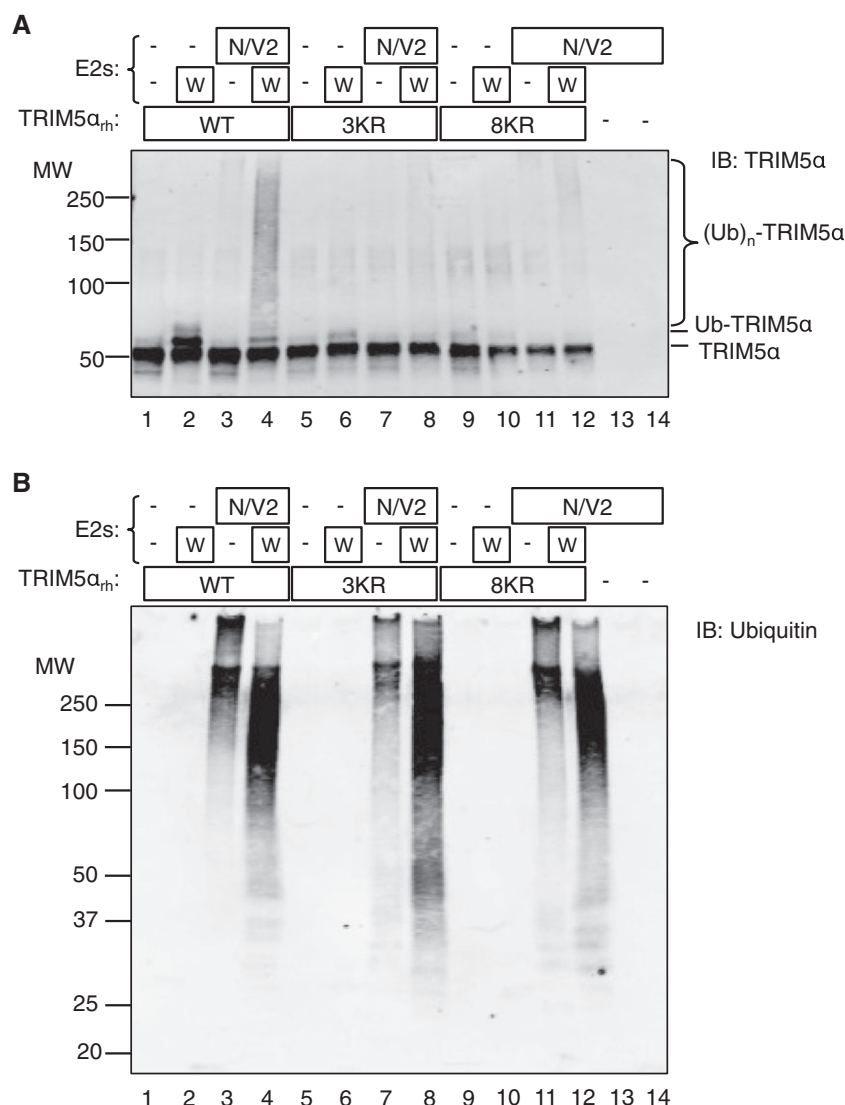 A
- - N/V2 - - N/V2 - - N/V2
E2s:
- W - W - W - W - W - W
TRIM5αrh: WT 3KR 8KR - -
MW
IB: TRIM5α
250
150
(Ub)n-TRIM5α
100
Ub-TRIM5α
TRIM5α
50
1 2 3 4 5 6 7 8 9 10 11 12 13 14
B
- - N/V2 - - N/V2 - - N/V2
E2s:
- W - W - W - W - W - W
TRIM5αrh: WT 3KR 8KR - -
IB: Ubiquitin
MW
250
150
100
50
37
25
20
1 2 3 4 5 6 7 8 9 10 11 12 13 14